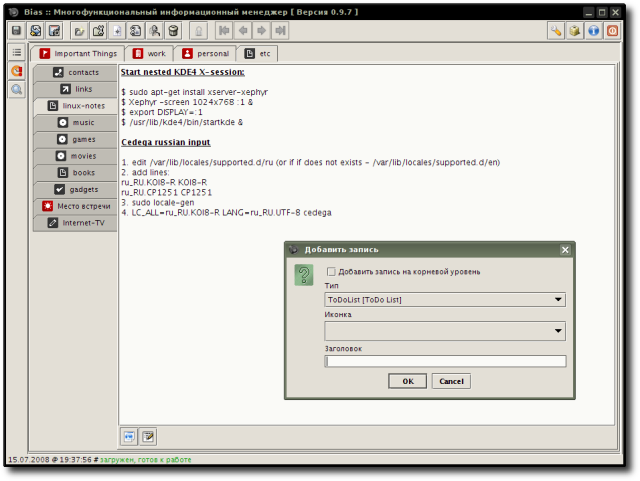 Bias :: Многофункциональный информационный менеджер [ Версия 0.9.7 ]
Important Things
work
personal
etc
contacts
links
linux-notes
music
games
movies
books
gadgets
Место встречи
Internet-TV
Start nested KDE4 X-session:
$ sudo apt-get install xserver-xephyr
$ Xephyr -screen 1024x768 :1 &
$ export DISPLAY=:1
$ /usr/lib/kde4/bin/startkde &
Cedega russian input
1. edit /var/lib/locales/supported.d/ru (or if if does not exists - /var/lib/locales/supported.d/en)
2. add lines:
ru_RU.KOI8-R KOI8-R
ru_RU.CP1251 CP1251
3. sudo locale-gen
4. LC_ALL=ru_RU.KOI8-R LANG=ru_RU.UTF-8 cedega
Добавить запись
Добавить запись на корневой уровень
Тип
ToDoList [ToDo List]
Иконка
Заголовок
OK
Cancel
15.07.2008 @ 19:37:56 # загружен, готов к работе